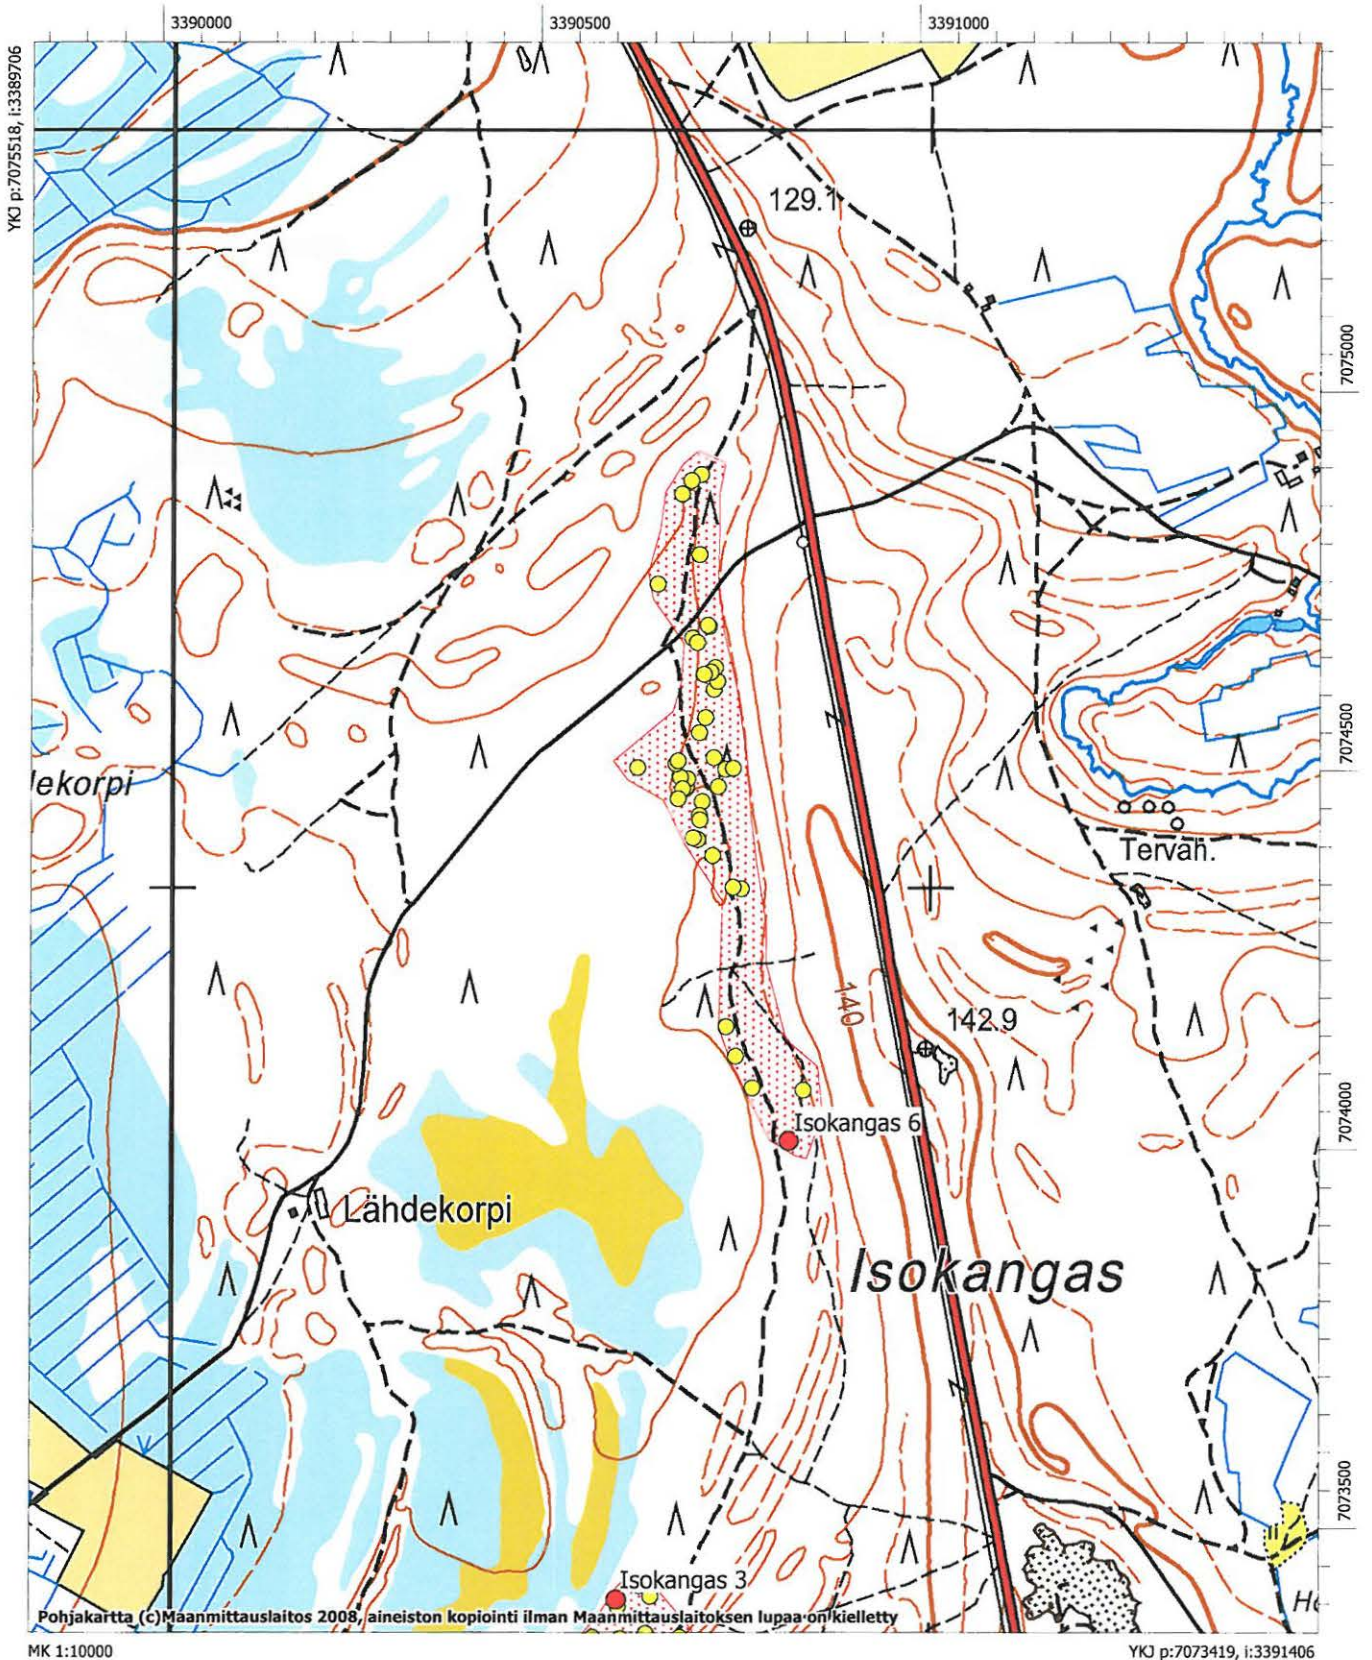 3390000
3390500
3391000
YKJ p:7075518, i:3389706
129.1
7075000
7074500
lekorpi
Tervah.
140
142.9
7074000
Isokangas 6
Lähdekorpi
Isokangas
7073500
Isokangas 3
He
Pohjakartta (c)Maanmittauslaitos 2008, aineiston kopiointi ilman Maanmittauslaitoksen lupaa on kielletty
MK 1:10000
YKJ p:7073419, i:3391406